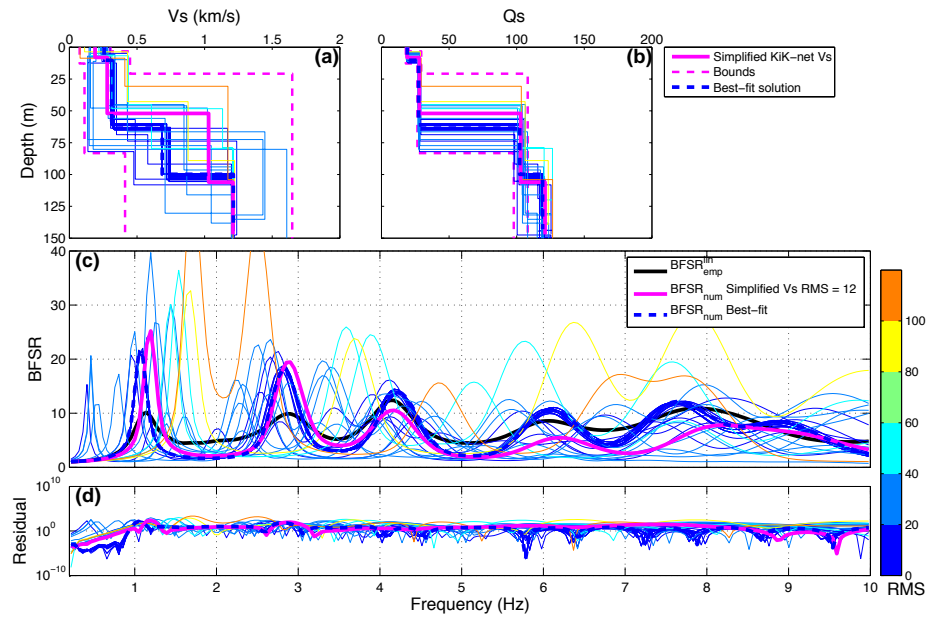 Vs (km/s)
Qs
0 0.5 1 1.5 2
0 50 100 150 200
(a)
(b)
Simplified KiK-net Vs
Bounds
Best-fit solution
Depth (m)
0
25
50
75
100
125
150
(c)
BFSR
40
30
20
10
0
BFSR^lin_emp
BFSR_num Simplified Vs RMS = 12
BFSR_num Best-fit
100
80
60
40
20
0
RMS
(d)
Residual
10^10
10^0
10^−10
1 2 3 4 5 6 7 8 9 10
Frequency (Hz)